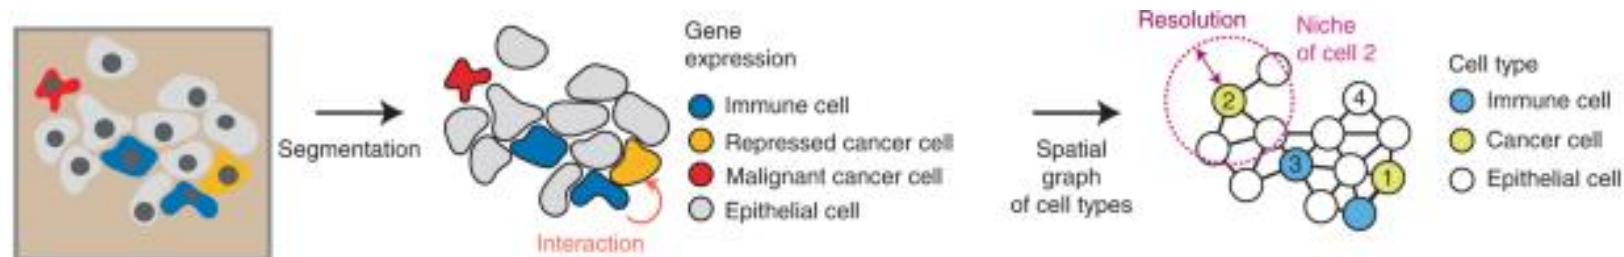 Segmentation
Gene
expression
Immune cell
Repressed cancer cell
Malignant cancer cell
Epithelial cell
Interaction
Spatial
graph
of cell types
Resolution
Niche
of cell 2
2
4
3
1
Cell type
Immune cell
Cancer cell
Epithelial cell